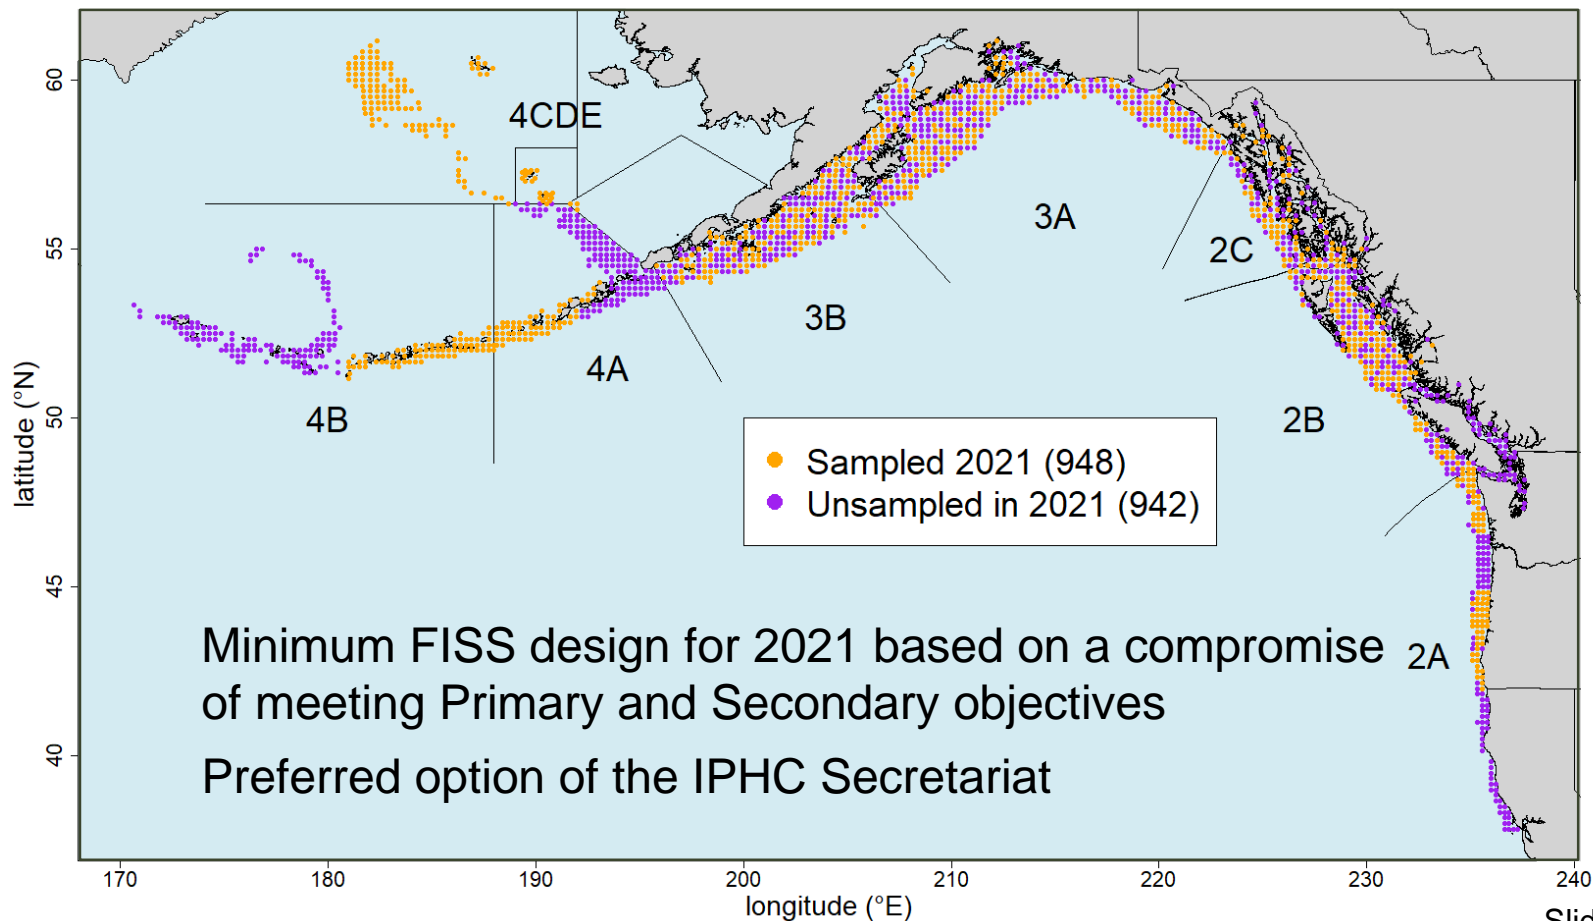 60
55
50
45
40
latitude (°N)
170
180
190
200
210
220
230
240
longitude (°E)
4CDE
3A
2C
3B
4A
4B
2B
2A
Sampled 2021 (948)
Unsampled in 2021 (942)
Minimum FISS design for 2021 based on a compromise
of meeting Primary and Secondary objectives
Preferred option of the IPHC Secretariat